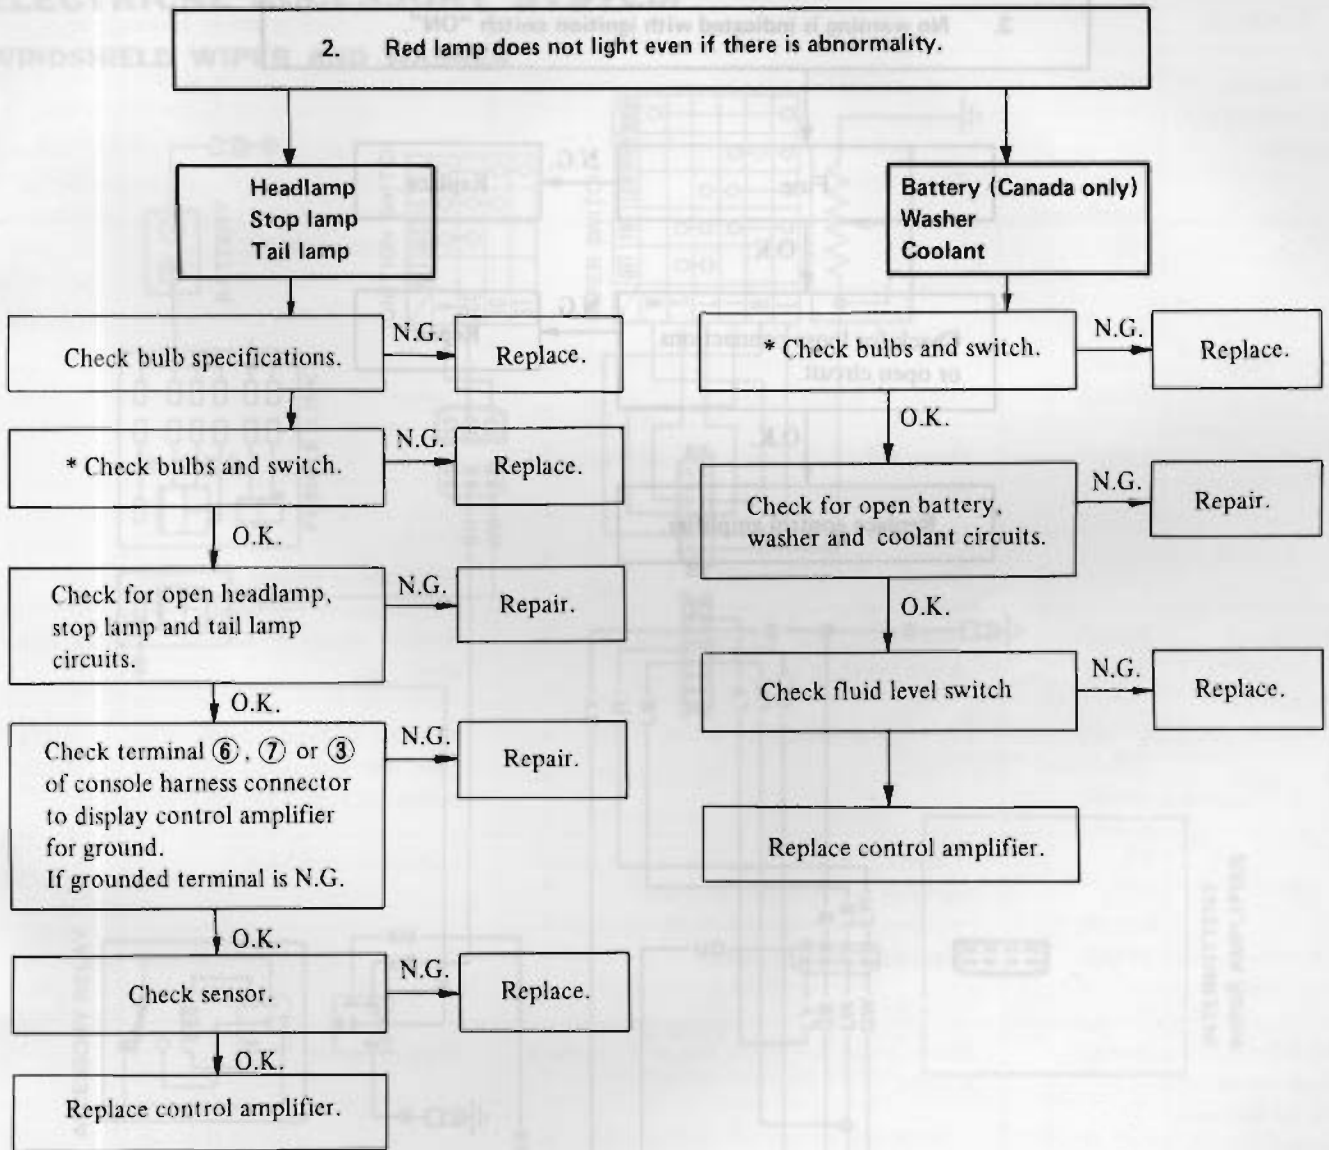 2. Red lamp does not light even if there is abnormality.
Headlamp
Stop lamp
Tail lamp
Check bulb specifications.
N.G.
Replace.
* Check bulbs and switch.
N.G.
Replace.
O.K.
Check for open headlamp,
stop lamp and tail lamp
circuits.
N.G.
Repair.
O.K.
Check terminal ⑥, ⑦ or ③
of console harness connector
to display control amplifier
for ground.
If grounded terminal is N.G.
N.G.
Repair.
O.K.
Check sensor.
N.G.
Replace.
O.K.
Replace control amplifier.
Battery (Canada only)
Washer
Coolant
* Check bulbs and switch.
N.G.
Replace.
O.K.
Check for open battery,
washer and coolant circuits.
N.G.
Repair.
O.K.
Check fluid level switch
N.G.
Replace.
Replace control amplifier.